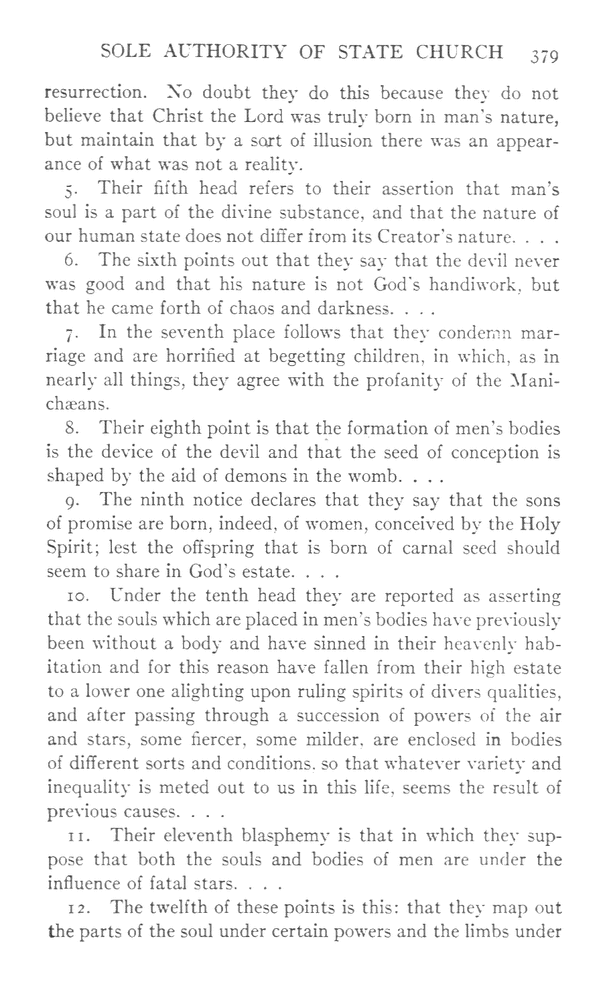 SOLE AUTHORITY OF STATE CHURCH 379
resurrection. No doubt they do this because they do not
believe that Christ the Lord was truly born in man's nature,
but maintain that by a sort of illusion there was an appear-
ance of what was not a reality.
5. Their fifth head refers to their assertion that man's
soul is a part of the divine substance, and that the nature of
our human state does not differ from its Creator's nature. . . .
6. The sixth points out that they say that the devil never
was good and that his nature is not God's handiwork, but
that he came forth of chaos and darkness. . . .
7. In the seventh place follows that they condemn mar-
riage and are horrified at begetting children, in which, as in
nearly all things, they agree with the profanity of the Mani-
chæans.
8. Their eighth point is that the formation of men's bodies
is the device of the devil and that the seed of conception is
shaped by the aid of demons in the womb. . . .
9. The ninth notice declares that they say that the sons
of promise are born, indeed, of women, conceived by the Holy
Spirit; lest the offspring that is born of carnal seed should
seem to share in God's estate. . . .
10. Under the tenth head they are reported as asserting
that the souls which are placed in men's bodies have previously
been without a body and have sinned in their heavenly hab-
itation and for this reason have fallen from their high estate
to a lower one alighting upon ruling spirits of divers qualities,
and after passing through a succession of powers of the air
and stars, some fiercer, some milder, are enclosed in bodies
of different sorts and conditions, so that whatever variety and
inequality is meted out to us in this life, seems the result of
previous causes. . . .
11. Their eleventh blasphemy is that in which they sup-
pose that both the souls and bodies of men are under the
influence of fatal stars. . . .
12. The twelfth of these points is this: that they map out
the parts of the soul under certain powers and the limbs under